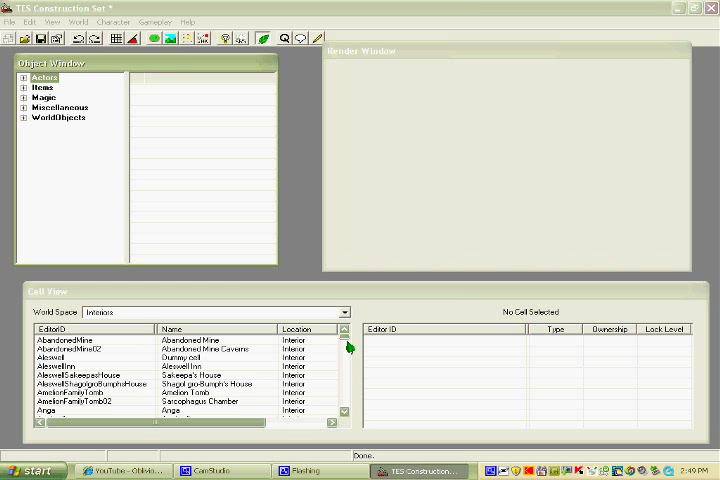 TES Construction Set *
File Edit View World Character Gameplay Help
Object Window
Actors
Items
Magic
Miscellaneous
WorldObjects
Render Window
Cell View
World Space Interiors
No Cell Selected
EditorID Name Location
AbandonedMine Abandoned Mine Interior
AbandonedMine02 Abandoned Mine Caverns Interior
Aleswell Dummy cell Interior
AleswellInn Aleswell Inn Interior
AleswellSakeepasHouse Sakeepa's House Interior
AleswellShagolgroBumphsHouse Shagol gro-Bumph's House Interior
AmelionFamilyTomb Amelion Tomb Interior
AmelionFamilyTomb02 Sarcophagus Chamber Interior
Anga Anga Interior
Editor ID Type Ownership Lock Level
Done.
start YouTube - Oblivio... CamStudio Flashing TES Construction... 2:49 PM